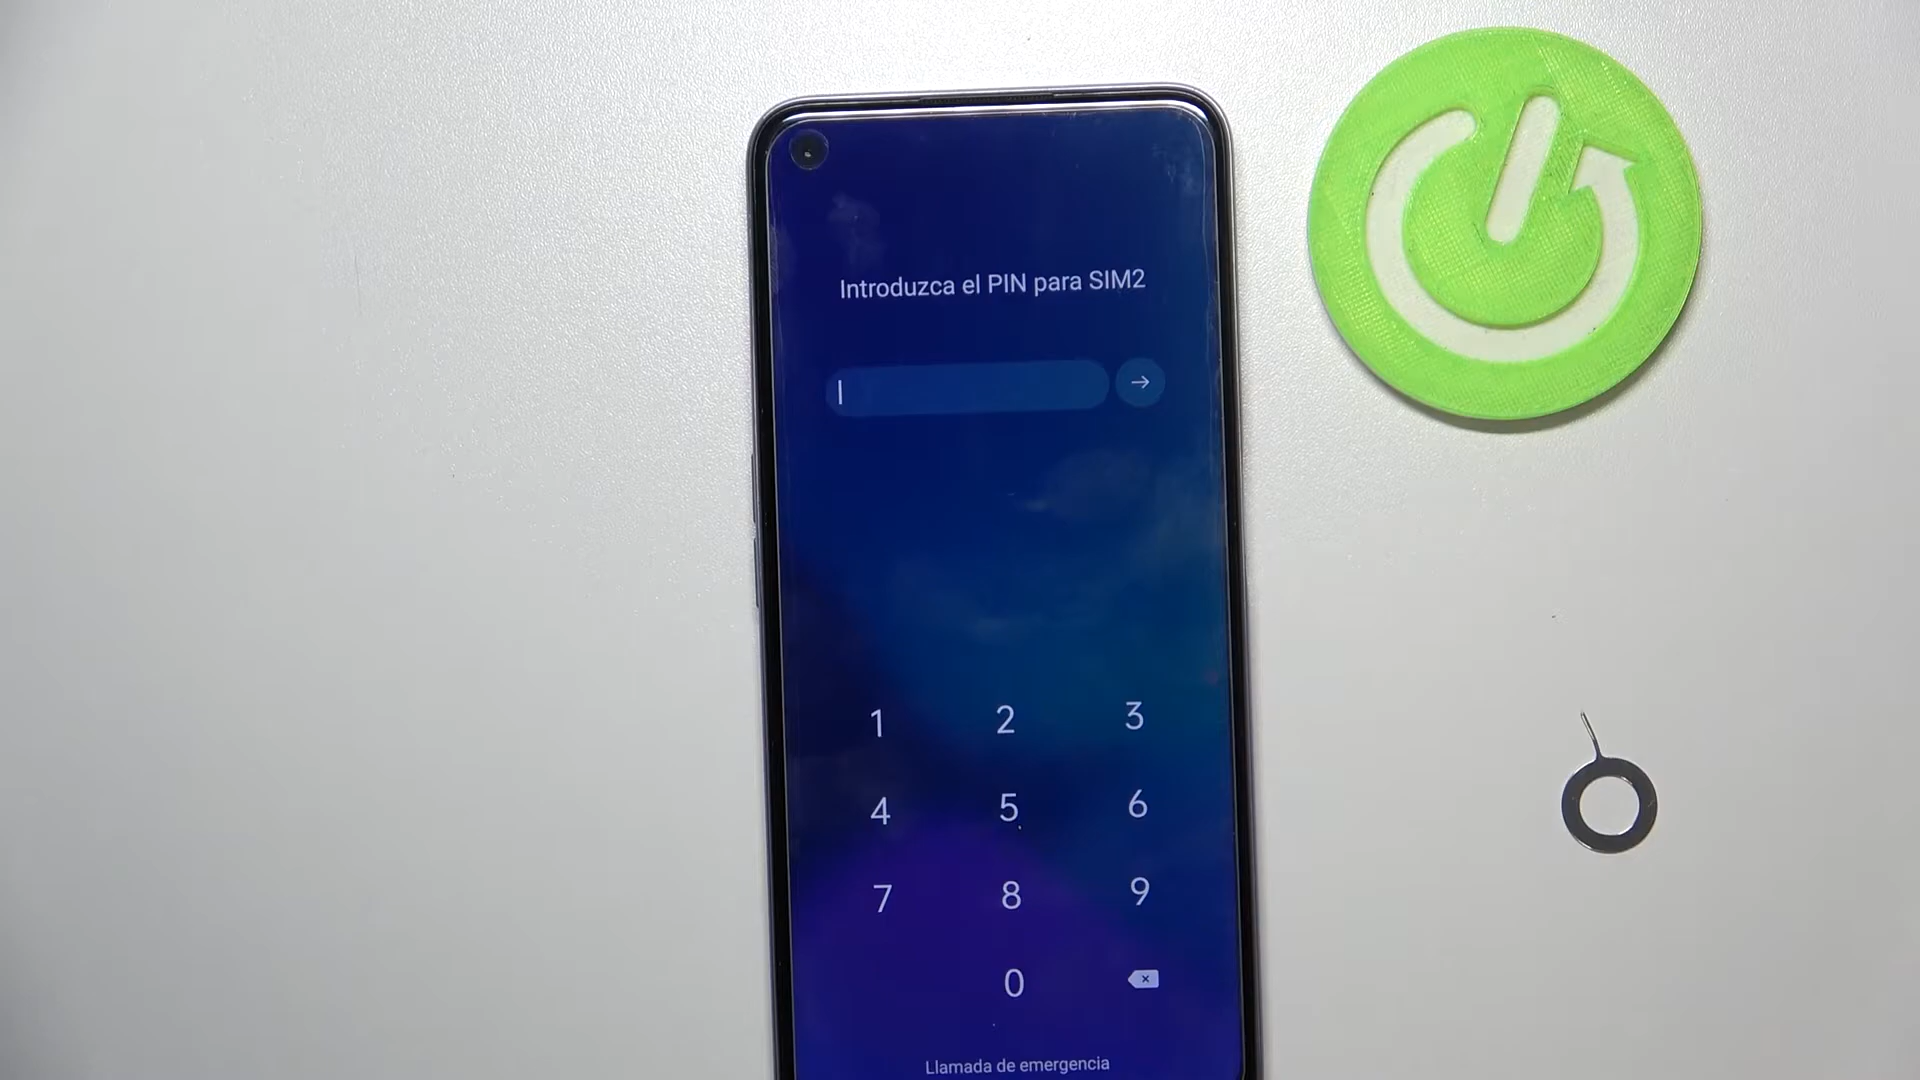 Introduzca el PIN para SIM2
1 2 3
4 5 6
7 8 9
0
Llamada de emergencia